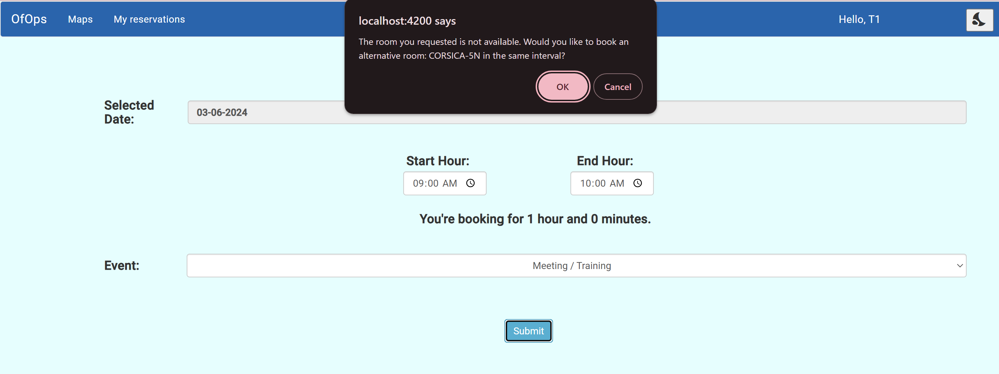 OfOps Maps My reservations Hello, T1
localhost:4200 says
The room you requested is not available. Would you like to book an
alternative room: CORSICA-5N in the same interval?
OK Cancel
Selected
Date:
03-06-2024
Start Hour: End Hour:
09:00 AM 10:00 AM
You're booking for 1 hour and 0 minutes.
Event: Meeting / Training
Submit